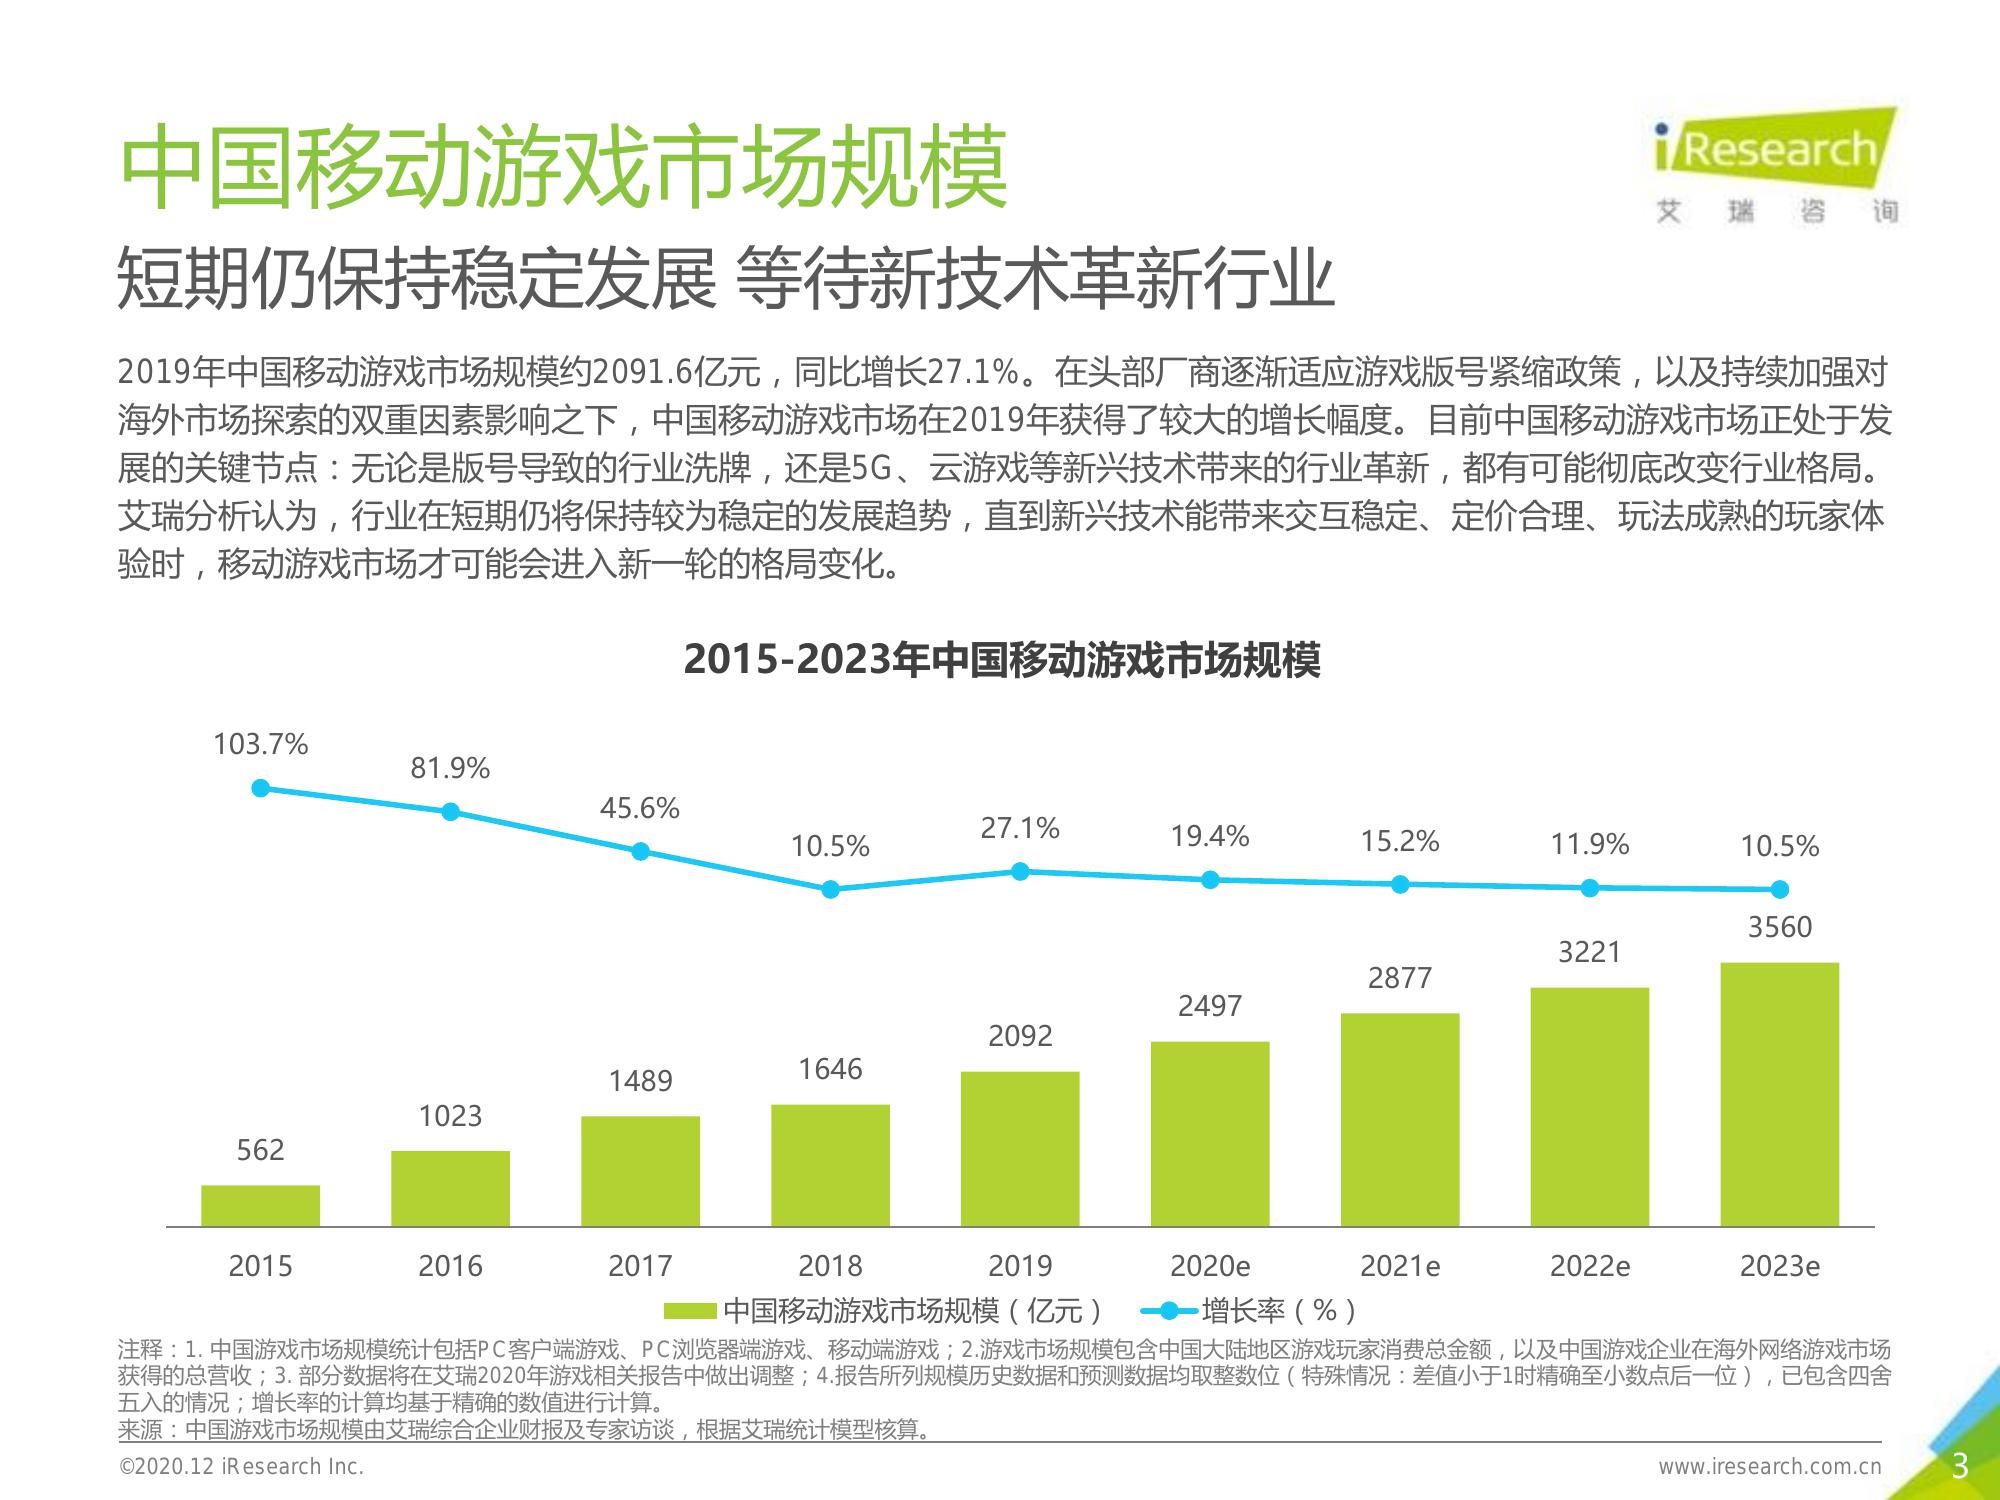 中国移动游戏市场规模
iResearch
艾瑞咨询
短期仍保持稳定发展 等待新技术革新行业
2019年中国移动游戏市场规模约2091.6亿元，同比增长27.1%。在头部厂商逐渐适应游戏版号紧缩政策，以及持续加强对
海外市场探索的双重因素影响之下，中国移动游戏市场在2019年获得了较大的增长幅度。目前中国移动游戏市场正处于发
展的关键节点：无论是版号导致的行业洗牌，还是5G、云游戏等新兴技术带来的行业革新，都有可能彻底改变行业格局。
艾瑞分析认为，行业在短期仍将保持较为稳定的发展趋势，直到新兴技术能带来交互稳定、定价合理、玩法成熟的玩家体
验时，移动游戏市场才可能会进入新一轮的格局变化。
2015-2023年中国移动游戏市场规模
103.7% 81.9% 45.6% 10.5% 27.1% 19.4% 15.2% 11.9% 10.5%
562 1023 1489 1646 2092 2497 2877 3221 3560
2015 2016 2017 2018 2019 2020e 2021e 2022e 2023e
中国移动游戏市场规模（亿元） 增长率（%）
注释：1. 中国游戏市场规模统计包括PC客户端游戏、PC浏览器端游戏、移动端游戏；2.游戏市场规模包含中国大陆地区游戏玩家消费总金额，以及中国游戏企业在海外网络游戏市场
获得的总营收；3. 部分数据将在艾瑞2020年游戏相关报告中做出调整；4.报告所列规模历史数据和预测数据均取整数位（特殊情况：差值小于1时精确至小数点后一位），已包含四舍
五入的情况；增长率的计算均基于精确的数值进行计算。
来源：中国游戏市场规模由艾瑞综合企业财报及专家访谈，根据艾瑞统计模型核算。
©2020.12 iResearch Inc. www.iresearch.com.cn 3